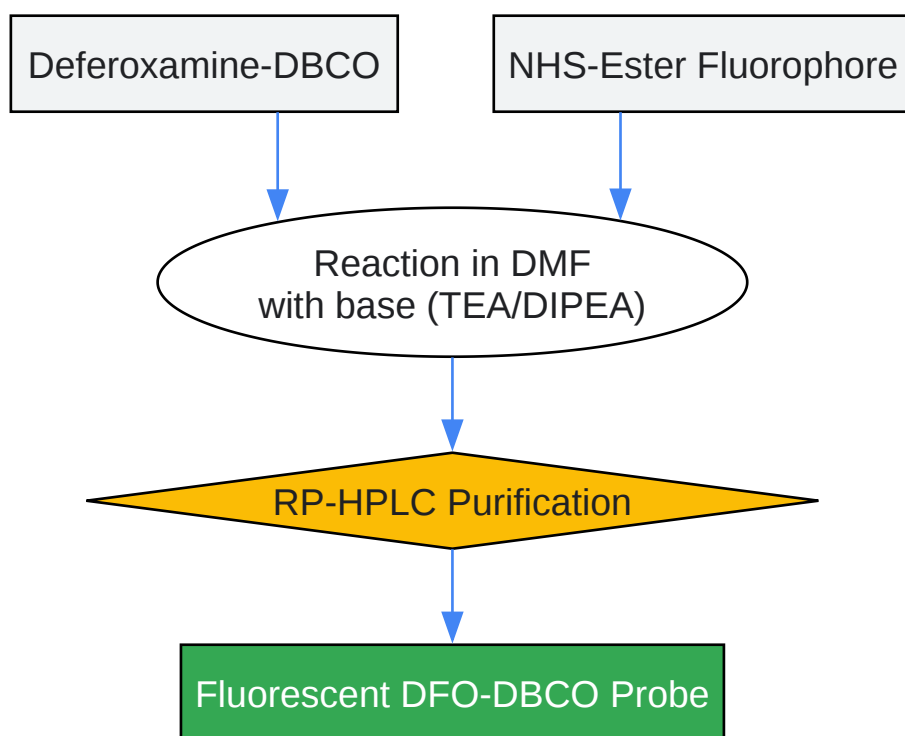 Deferoxamine-DBCO
NHS-Ester Fluorophore
Reaction in DMF
with base (TEA/DIPEA)
RP-HPLC Purification
Fluorescent DFO-DBCO Probe